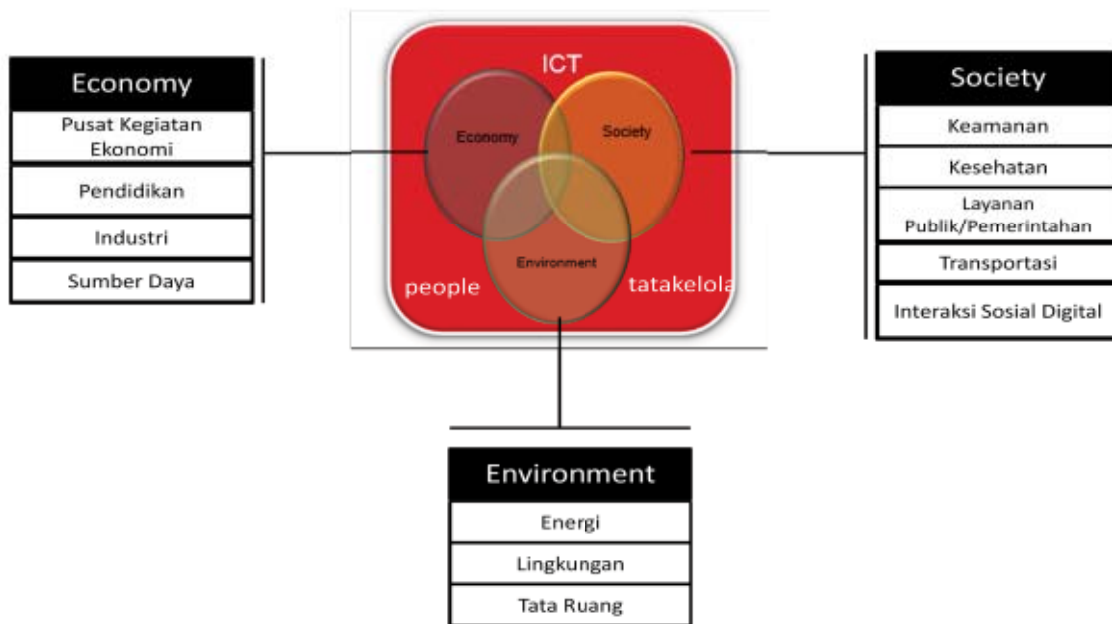 Economy
Pusat Kegiatan
Ekonomi
Pendidikan
Industri
Sumber Daya
ICT
Economy
Society
Environment
people
tatakelola
Society
Keamanan
Kesehatan
Layanan
Publik/Pemerintahan
Transportasi
Interaksi Sosial Digital
Environment
Energi
Lingkungan
Tata Ruang